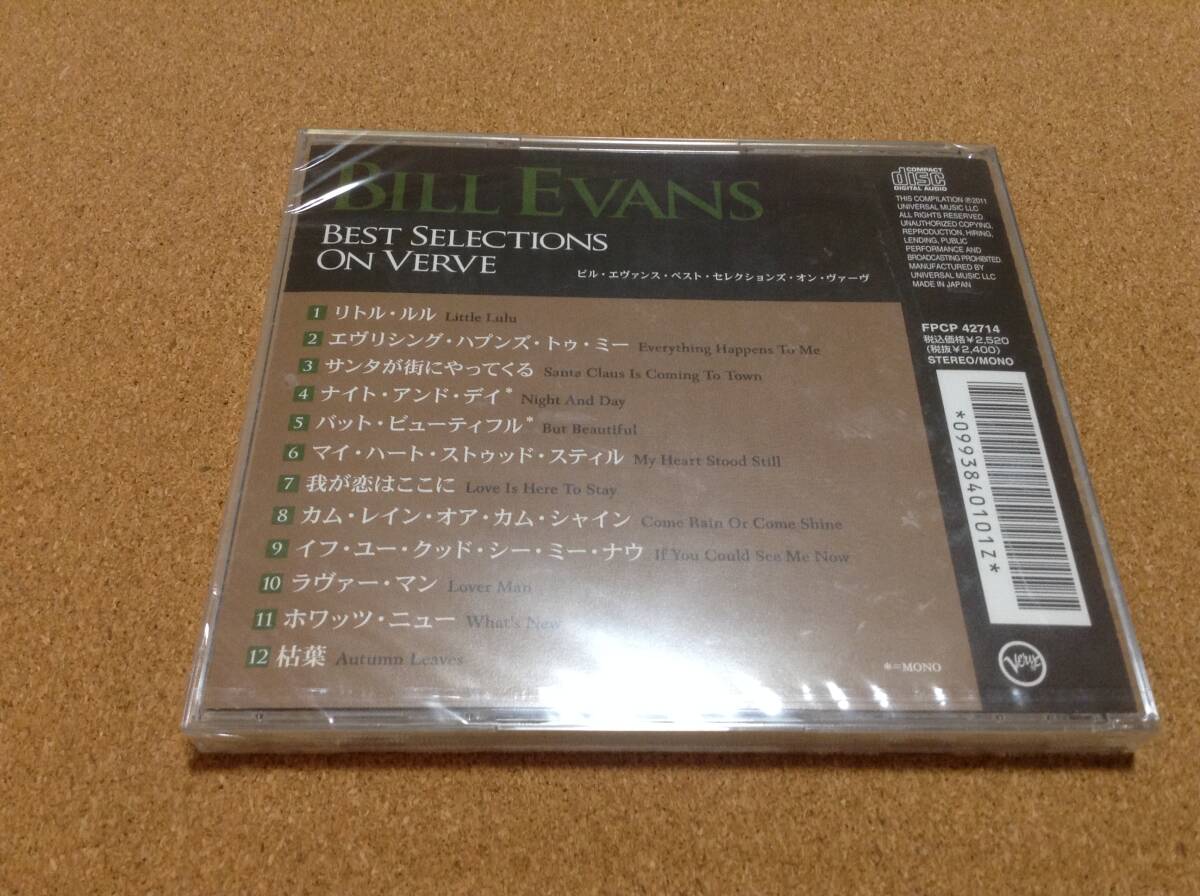 BILL EVANS
BEST SELECTIONS
ON VERVE
ビル・エヴァンス・ベスト・セレクションズ・オン・ヴァーヴ
1 リトル・ルル Little Lulu
2 エヴリシング・ハプンズ・トゥ・ミー Everything Happens To Me
3 サンタが街にやってくる Santa Claus Is Coming To Town
4 ナイト・アンド・デイ* Night And Day
5 バット・ビューティフル* But Beautiful
6 マイ・ハート・ストゥッド・スティル My Heart Stood Still
7 我が恋はここに Love Is Here To Stay
8 カム・レイン・オア・カム・シャイン Come Rain Or Come Shine
9 イフ・ユー・クッド・シー・ミー・ナウ If You Could See Me Now
10 ラヴァー・マン Lover Man
11 ホワッツ・ニュー What's New
12 枯葉 Autumn Leaves
*=MONO
COMPACT
disc
DIGITAL AUDIO
THIS COMPILATION ℗2011
UNIVERSAL MUSIC LLC
ALL RIGHTS RESERVED.
UNAUTHORIZED COPYING,
REPRODUCTION, HIRING,
LENDING, PUBLIC
PERFORMANCE AND
BROADCASTING PROHIBITED.
MANUFACTURED BY
UNIVERSAL MUSIC LLC
MADE IN JAPAN
FPCP 42714
税込価格¥2,520
(税抜¥2,400)
STEREO/MONO
*0993840101Z*
Verve